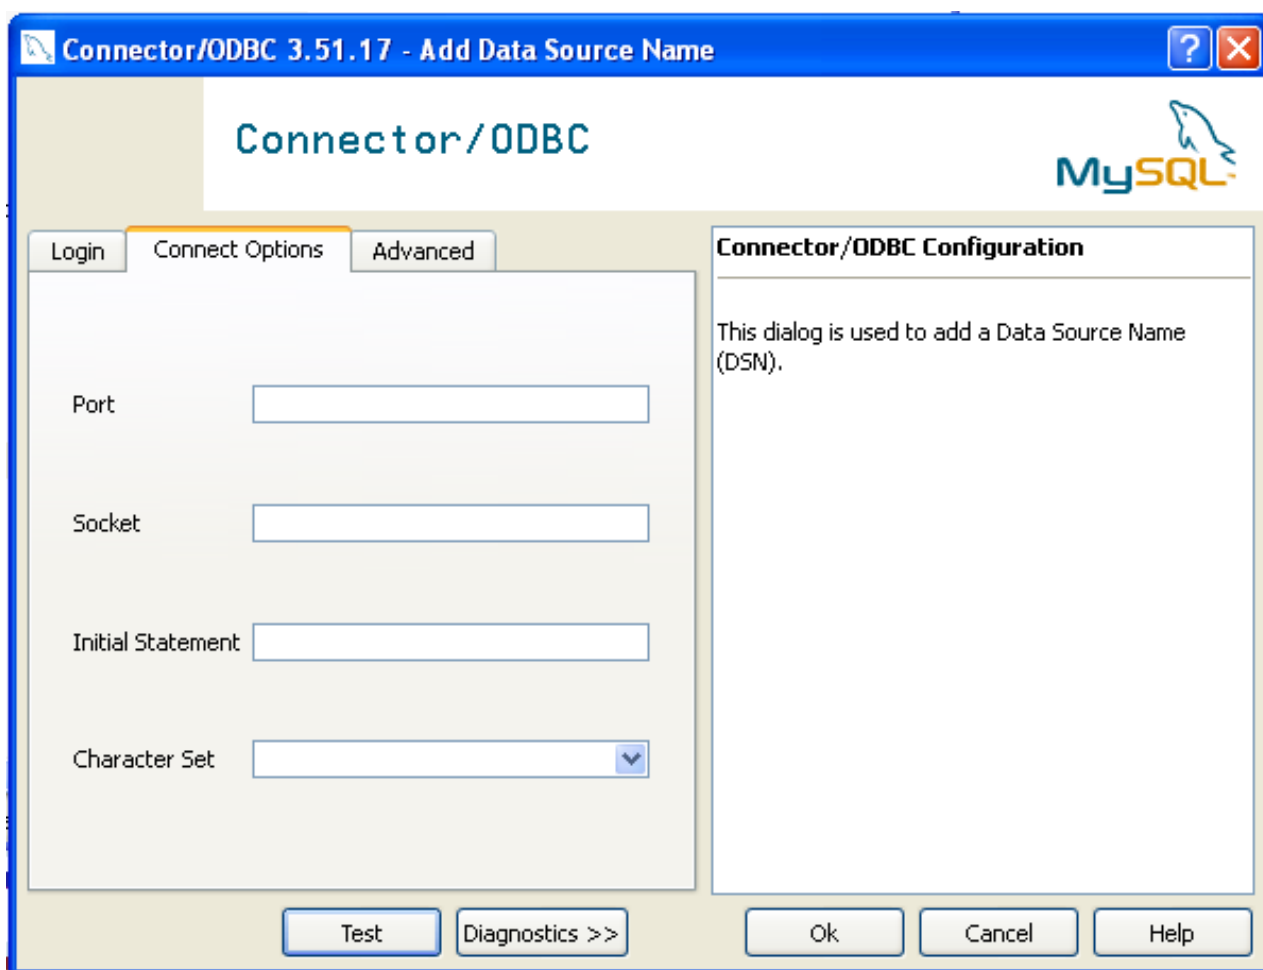 Connector/ODBC 3.51.17 - Add Data Source Name
?
Connector/ODBC
MySQL
Login
Connect Options
Advanced
Port
Socket
Initial Statement
Character Set
Connector/ODBC Configuration
This dialog is used to add a Data Source Name
(DSN).
Test
Diagnostics >>
Ok
Cancel
Help